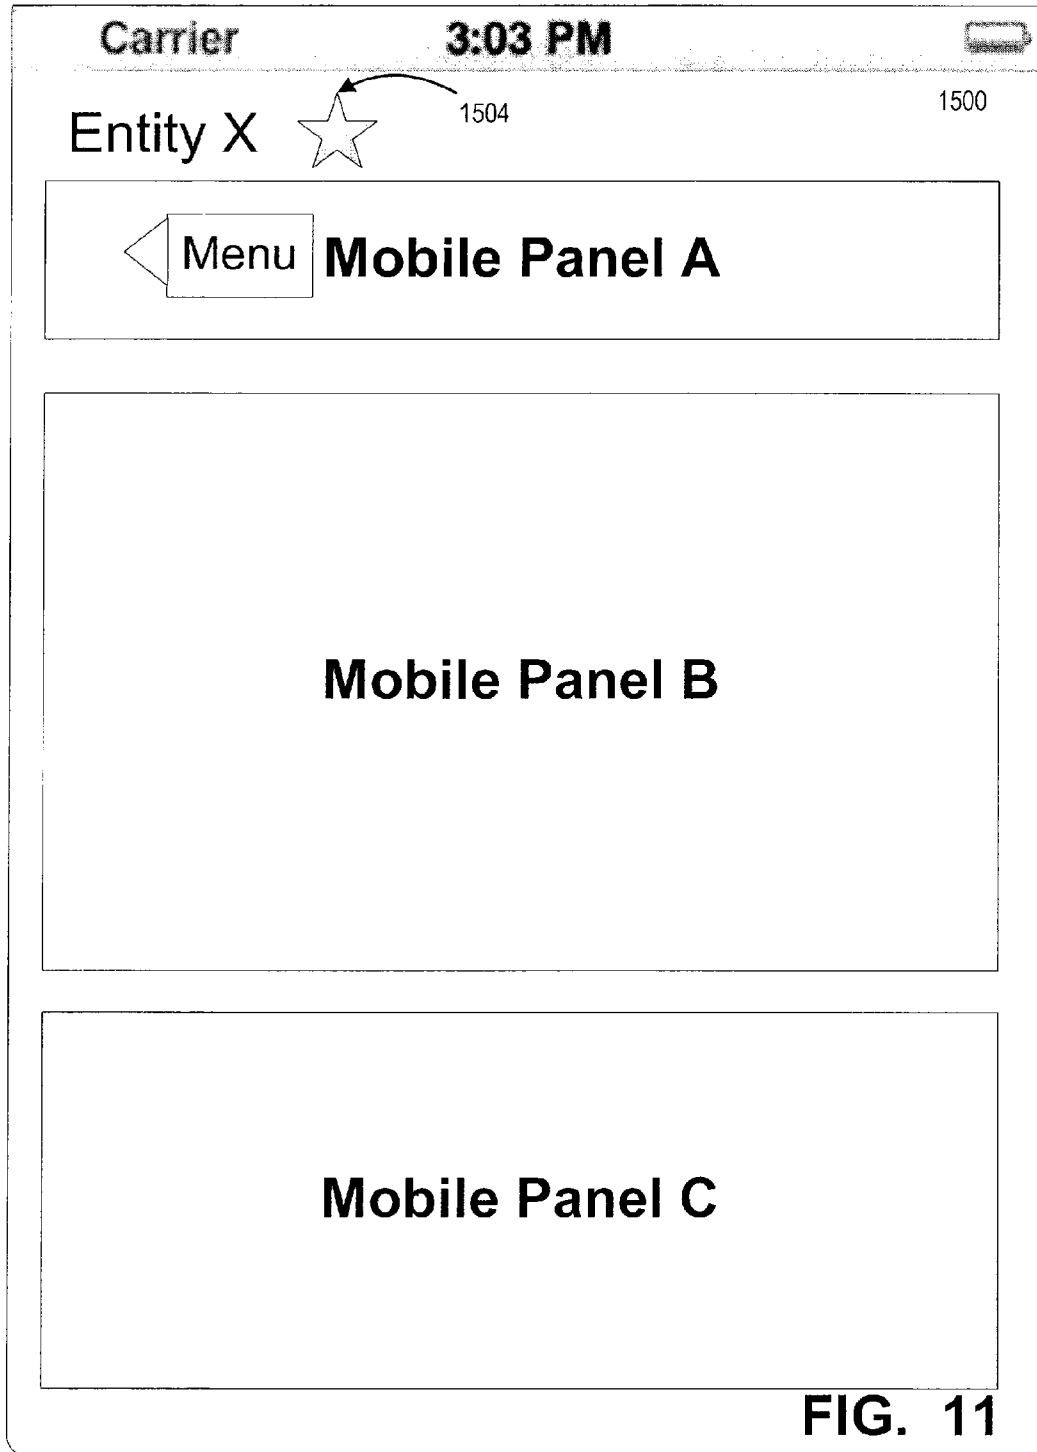 Carrier 3:03 PM
Entity X 1504 1500
Menu Mobile Panel A
Mobile Panel B
Mobile Panel C
FIG. 11